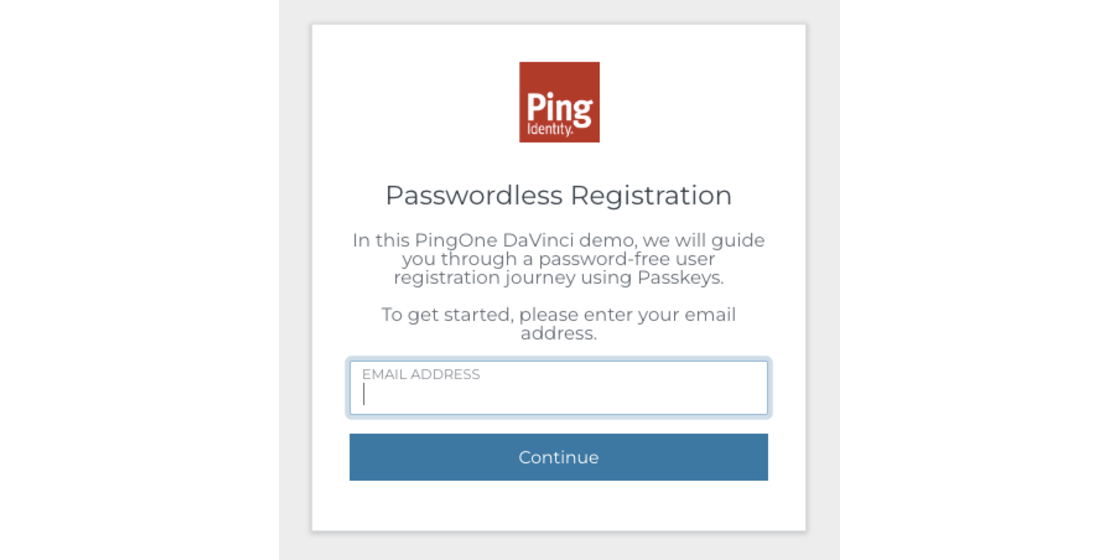 Ping
Identity.
Passwordless Registration
In this PingOne DaVinci demo, we will guide
you through a password-free user
registration journey using Passkeys.
To get started, please enter your email
address.
EMAIL ADDRESS
Continue